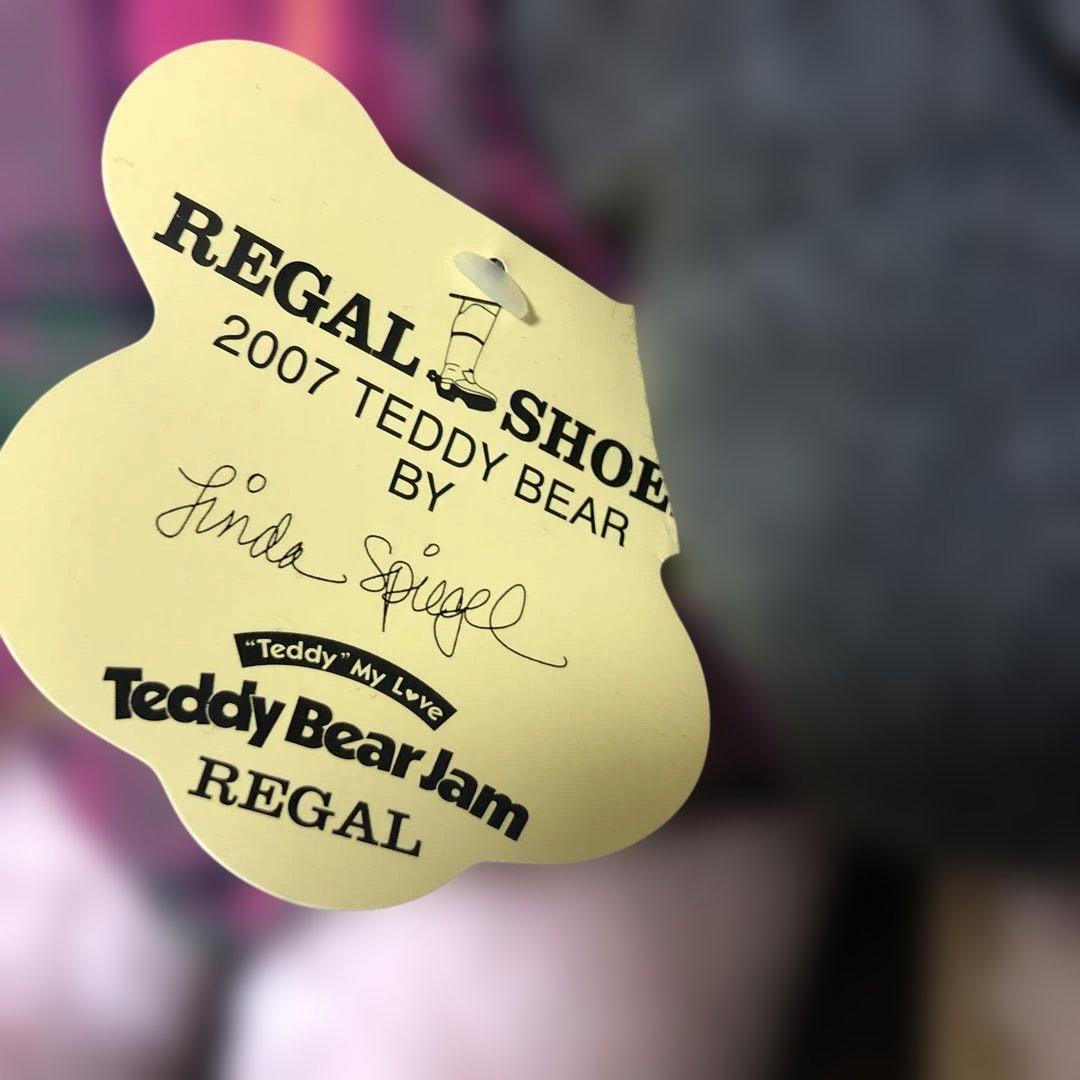 REGAL SHOE
2007 TEDDY BEAR
BY
Linda Spiegel
"Teddy" My Love
Teddy Bear Jam
REGAL